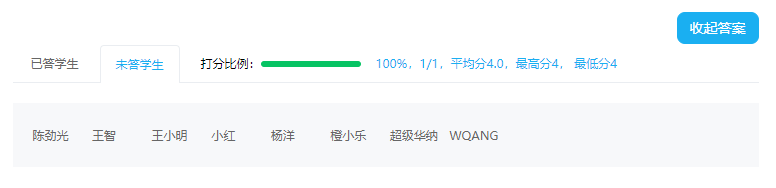 收起答案
已答学生 未答学生 打分比例： 100%，1/1，平均分4.0，最高分4， 最低分4
陈劲光 王智 王小明 小红 杨洋 橙小乐 超级华纳 WQANG